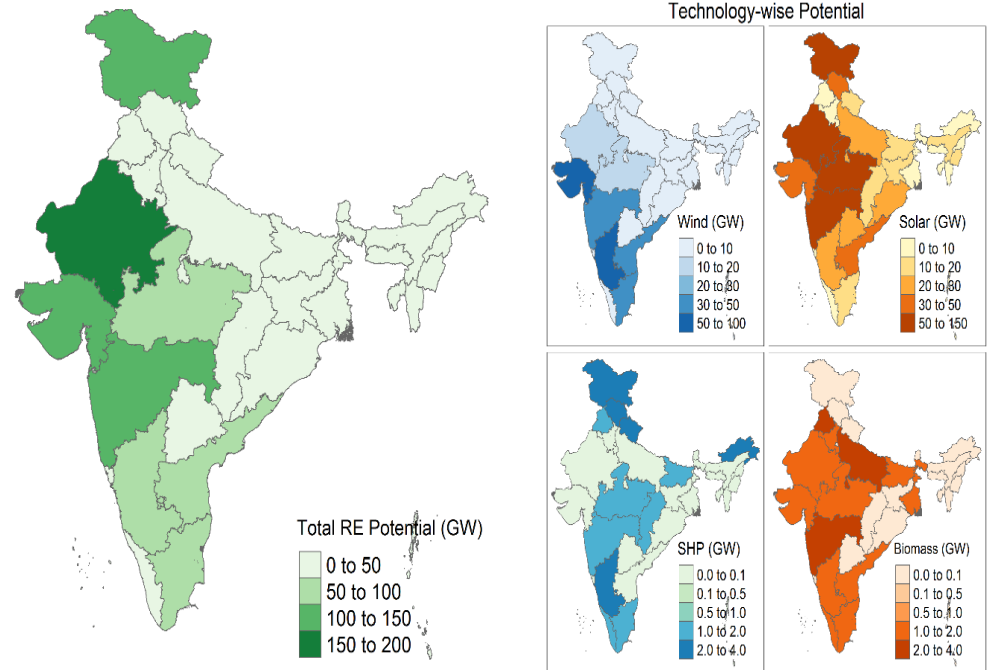 Technology-wise Potential
Total RE Potential (GW)
0 to 50
50 to 100
100 to 150
150 to 200
Wind (GW)
0 to 10
10 to 20
20 to 30
30 to 50
50 to 100
Solar (GW)
0 to 10
10 to 20
20 to 30
30 to 50
50 to 150
SHP (GW)
0.0 to 0.1
0.1 to 0.5
0.5 to 1.0
1.0 to 2.0
2.0 to 4.0
Biomass (GW)
0.0 to 0.1
0.1 to 0.5
0.5 to 1.0
1.0 to 2.0
2.0 to 4.0